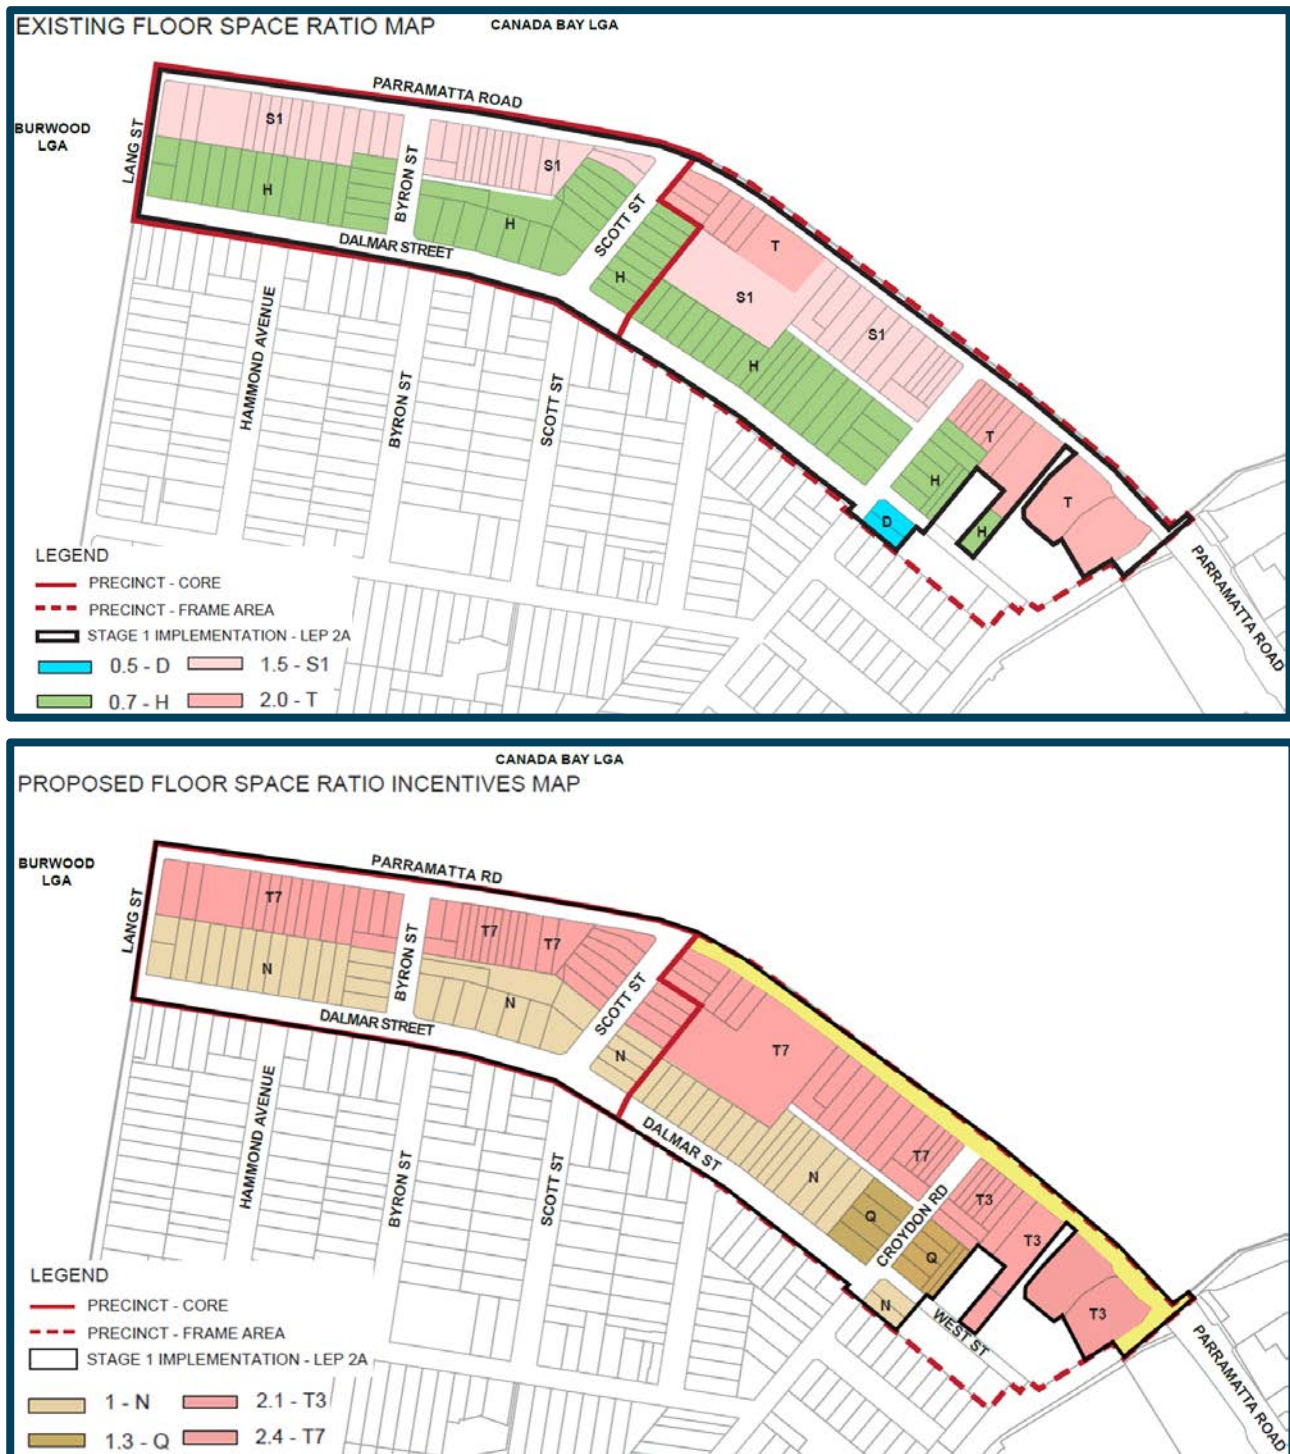 EXISTING FLOOR SPACE RATIO MAP
CANADA BAY LGA
PARRAMATTA ROAD
BURWOOD
LGA
LANG ST
S1
S1
H
BYRON ST
H
SCOTT ST
DALMAR STREET
H
T
S1
S1
H
HAMMOND AVENUE
BYRON ST
SCOTT ST
T
H
T
D
H
PARRAMATTA ROAD
LEGEND
PRECINCT - CORE
PRECINCT - FRAME AREA
STAGE 1 IMPLEMENTATION - LEP 2A
0.5 - D
1.5 - S1
0.7 - H
2.0 - T
CANADA BAY LGA
PROPOSED FLOOR SPACE RATIO INCENTIVES MAP
BURWOOD
LGA
PARRAMATTA RD
LANG ST
T7
T7
T7
N
BYRON ST
N
SCOTT ST
DALMAR STREET
N
T7
DALMAR ST
T7
N
HAMMOND AVENUE
BYRON ST
SCOTT ST
Q
CROYDON RD
T3
T3
Q
N
WEST ST
T3
PARRAMATTA ROAD
LEGEND
PRECINCT - CORE
PRECINCT - FRAME AREA
STAGE 1 IMPLEMENTATION - LEP 2A
1 - N
2.1 - T3
1.3 - Q
2.4 - T7